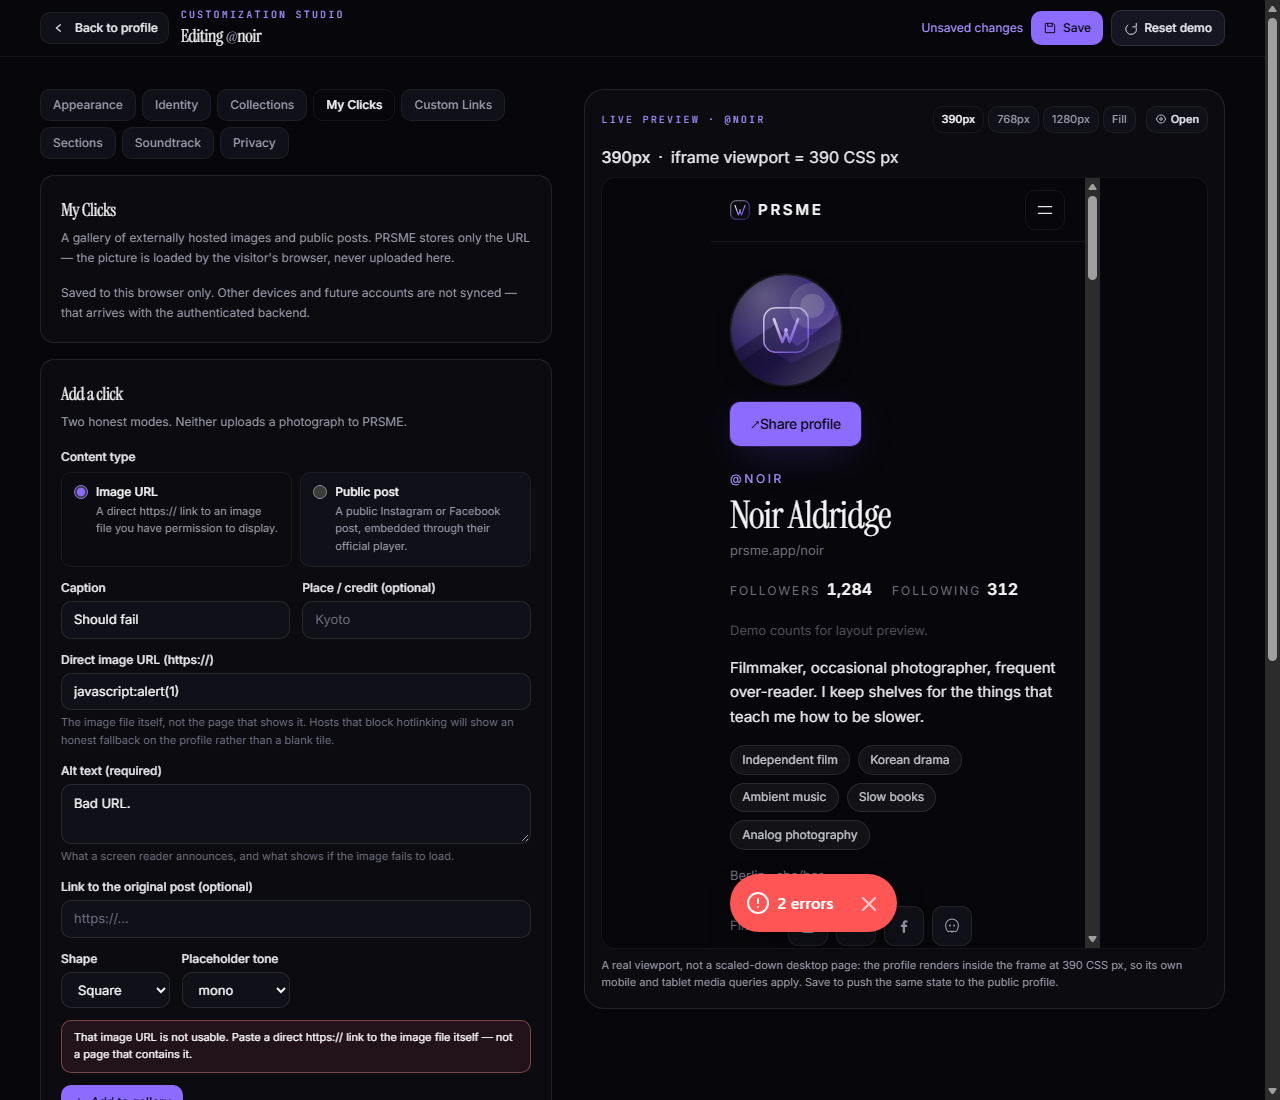 Back to profile
CUSTOMIZATION STUDIO
Editing @noir
Unsaved changes
Save
Reset demo
Appearance
Identity
Collections
My Clicks
Custom Links
Sections
Soundtrack
Privacy
My Clicks
A gallery of externally hosted images and public posts. PRSME stores only the URL
— the picture is loaded by the visitor's browser, never uploaded here.
Saved to this browser only. Other devices and future accounts are not synced —
that arrives with the authenticated backend.
Add a click
Two honest modes. Neither uploads a photograph to PRSME.
Content type
Image URL
A direct https:// link to an image
file you have permission to display.
Public post
A public Instagram or Facebook
post, embedded through their
official player.
Caption
Place / credit (optional)
Should fail
Kyoto
Direct image URL (https://)
javascript:alert(1)
The image file itself, not the page that shows it. Hosts that block hotlinking will show an
honest fallback on the profile rather than a blank tile.
Alt text (required)
Bad URL.
What a screen reader announces, and what shows if the image fails to load.
Link to the original post (optional)
https://...
Shape
Placeholder tone
Square
mono
That image URL is not usable. Paste a direct https:// link to the image file itself — not
a page that contains it.
LIVE PREVIEW · @NOIR
390px
768px
1280px
Fill
Open
390px · iframe viewport = 390 CSS px
PRSME
↗Share profile
@NOIR
Noir Aldridge
prsme.app/noir
FOLLOWERS 1,284 FOLLOWING 312
Demo counts for layout preview.
Filmmaker, occasional photographer, frequent
over-reader. I keep shelves for the things that
teach me how to be slower.
Independent film
Korean drama
Ambient music
Slow books
Analog photography
2 errors
A real viewport, not a scaled-down desktop page: the profile renders inside the frame at 390 CSS px, so its own
mobile and tablet media queries apply. Save to push the same state to the public profile.